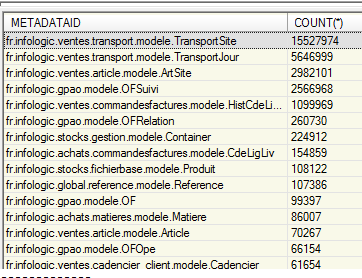 METADATAID COUNT(*)
fr.infologic.ventes.transport.modele.TransportSite 15527974
fr.infologic.ventes.transport.modele.TransportJour 5646999
fr.infologic.ventes.article.modele.ArtSite 2982101
fr.infologic.gpao.modele.OFSuivi 2566968
fr.infologic.ventes.commandesfactures.modele.HistCdeLi... 1099969
fr.infologic.gpao.modele.OFRelation 260730
fr.infologic.stocks.gestion.modele.Container 224912
fr.infologic.achats.commandesfactures.modele.CdeLigLiv 154859
fr.infologic.stocks.fichierbase.modele.Produit 108122
fr.infologic.global.reference.modele.Reference 107386
fr.infologic.gpao.modele.OF 99397
fr.infologic.achats.matieres.modele.Matiere 86007
fr.infologic.ventes.article.modele.Article 70267
fr.infologic.gpao.modele.OFOpe 66154
fr.infologic.ventes.cadencier_client.modele.Cadencier 61654